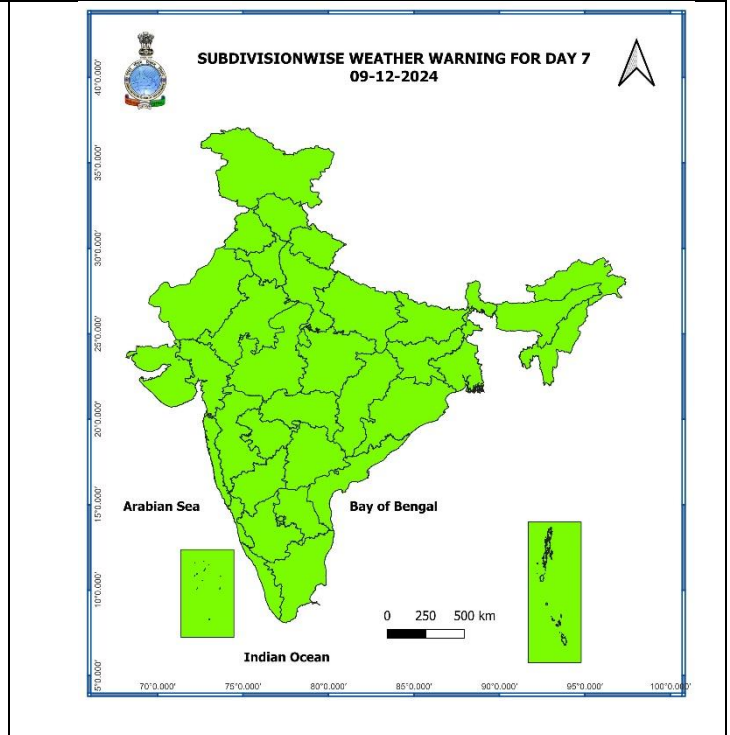 SUBDIVISIONWISE WEATHER WARNING FOR DAY 7
09-12-2024
40°0.000'
35°0.000'
30°0.000'
25°0.000'
20°0.000'
15°0.000'
10°0.000'
5°0.000'
Arabian Sea
Bay of Bengal
0 250 500 km
Indian Ocean
70°0.000' 75°0.000' 80°0.000' 85°0.000' 90°0.000' 95°0.000' 100°0.000'